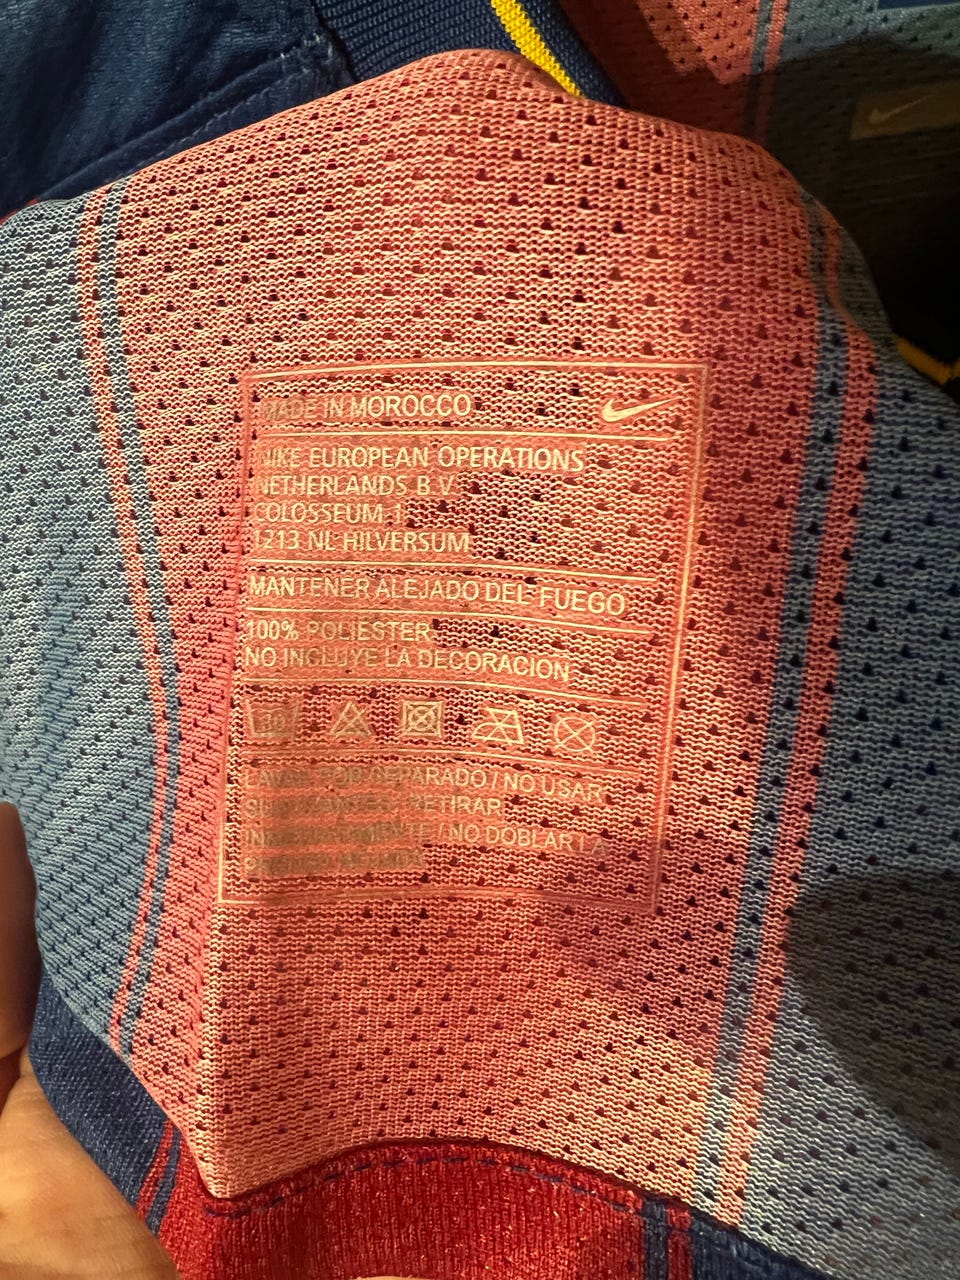 MADE IN MOROCCO
NIKE EUROPEAN OPERATIONS
NETHERLANDS B.V
COLOSSEUM 1
1213 NL HILVERSUM
MANTENER ALEJADO DEL FUEGO
100% POLIESTER
NO INCLUYE LA DECORACION
30
LAVAR POR SEPARADO / NO USAR
RETIRAR
/ NO DOBLAR LA